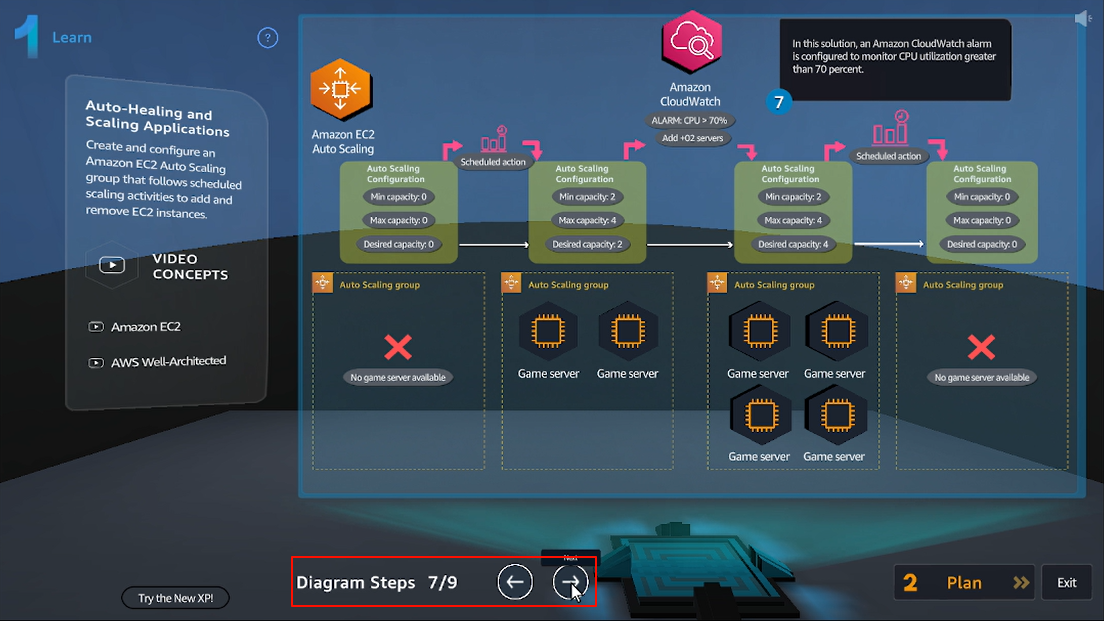 1
Learn
?
Auto-Healing and
Scaling Applications
Create and configure an
Amazon EC2 Auto Scaling
group that follows scheduled
scaling activities to add and
remove EC2 instances.
VIDEO
CONCEPTS
Amazon EC2
AWS Well-Architected
Try the New XP!
Amazon EC2
Auto Scaling
Amazon
CloudWatch
ALARM: CPU > 70%
Add +02 servers
7
In this solution, an Amazon CloudWatch alarm
is configured to monitor CPU utilization greater
than 70 percent.
Scheduled action
Scheduled action
Auto Scaling
Configuration
Min capacity: 0
Max capacity: 0
Desired capacity: 0
Auto Scaling
Configuration
Min capacity: 2
Max capacity: 4
Desired capacity: 2
Auto Scaling
Configuration
Min capacity: 2
Max capacity: 4
Desired capacity: 4
Auto Scaling
Configuration
Min capacity: 0
Max capacity: 0
Desired capacity: 0
Auto Scaling group
No game server available
Auto Scaling group
Game server
Game server
Auto Scaling group
Game server
Game server
Game server
Game server
Auto Scaling group
No game server available
Next
Diagram Steps 7/9
2
Plan
Exit